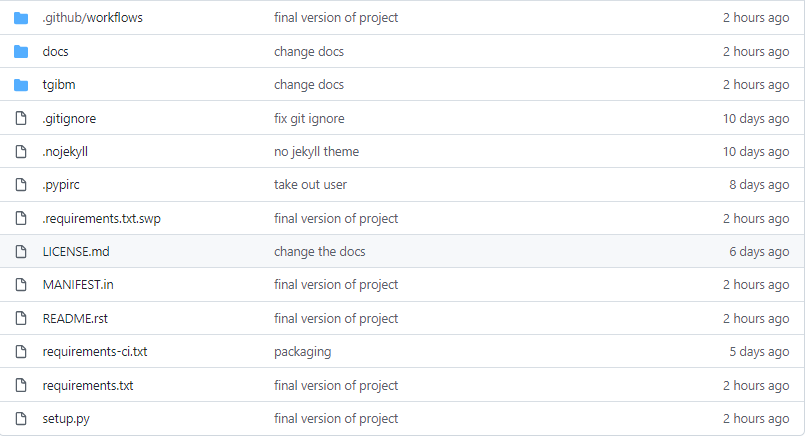 .github/workflows final version of project 2 hours ago
docs change docs 2 hours ago
tgibm change docs 2 hours ago
.gitignore fix git ignore 10 days ago
.nojekyll no jekyll theme 10 days ago
.pypirc take out user 8 days ago
.requirements.txt.swp final version of project 2 hours ago
LICENSE.md change the docs 6 days ago
MANIFEST.in final version of project 2 hours ago
README.rst final version of project 2 hours ago
requirements-ci.txt packaging 5 days ago
requirements.txt final version of project 2 hours ago
setup.py final version of project 2 hours ago